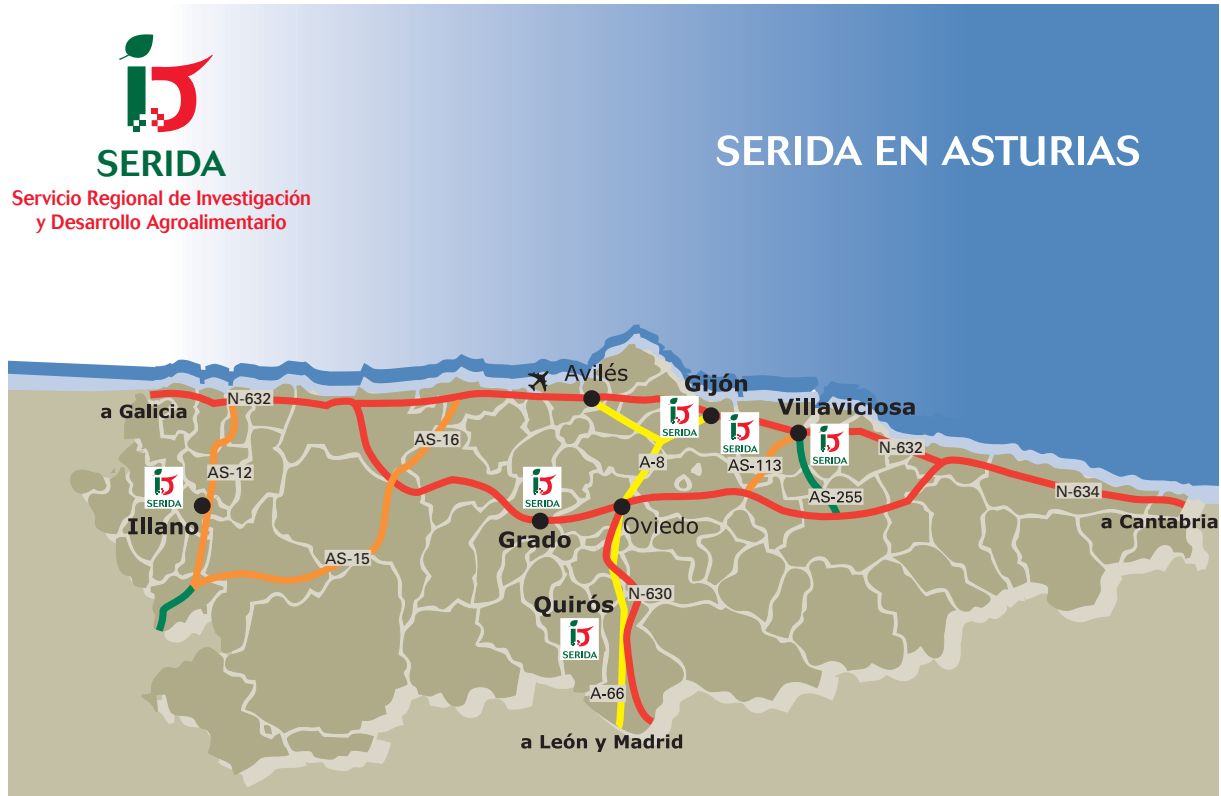 SERIDA
Servicio Regional de Investigación
y Desarrollo Agroalimentario
SERIDA EN ASTURIAS
Avilés
Gijón
a Galicia
N-632
Villaviciosa
SERIDA
SERIDA
SERIDA
AS-16
N-632
A-8
AS-113
AS-12
SERIDA
SERIDA
AS-255
N-634
Illano
Grado
Oviedo
a Cantabria
AS-15
N-630
Quirós
SERIDA
A-66
a León y Madrid